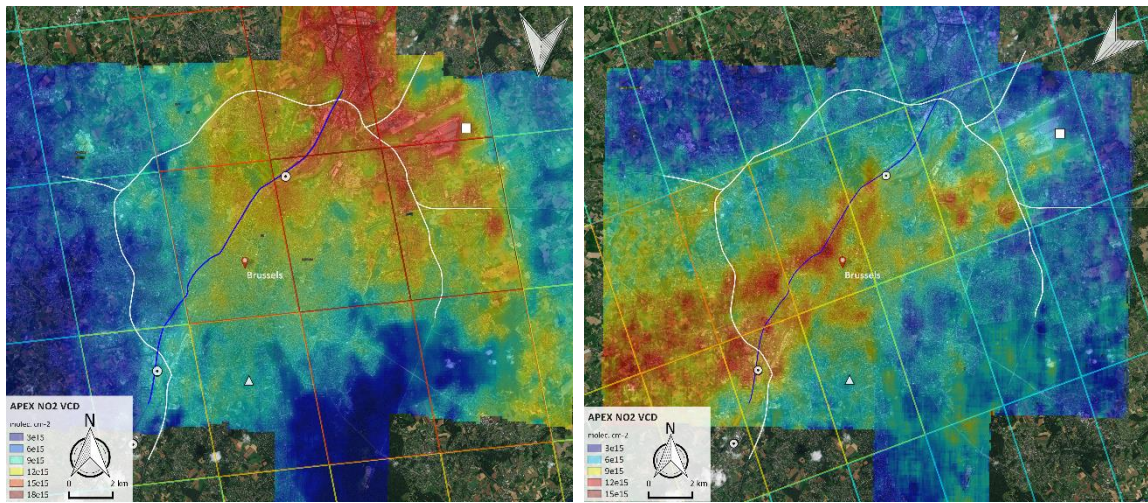 Brussels
APEX NO2 VCD
molec. cm-2
N
3e15
6e15
9e15
12e15
15e15
18e15
0 2 km
Brussels
APEX NO2 VCD
molec. cm-2
N
3e15
6e15
9e15
12e15
15e15
0 2 km